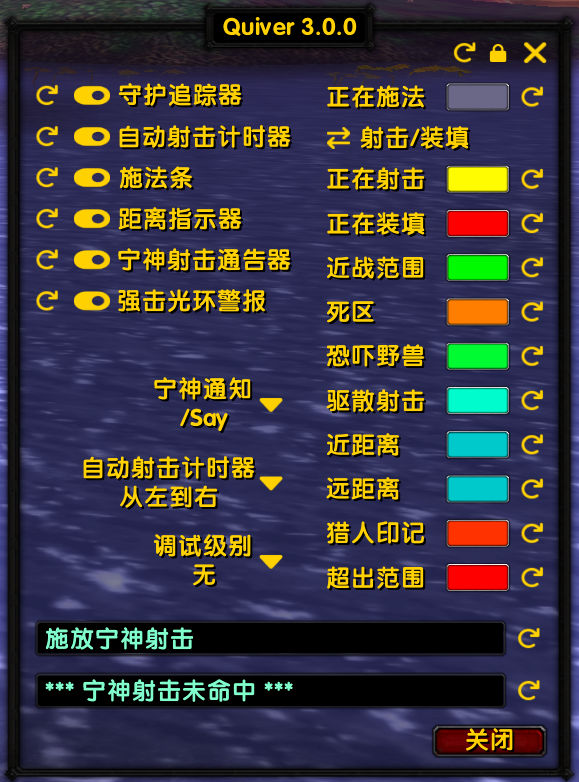 Quiver 3.0.0
守护追踪器
自动射击计时器
施法条
距离指示器
宁神射击通告器
强击光环警报
宁神通知
/Say
自动射击计时器
从左到右
调试级别
无
正在施法
射击/装填
正在射击
正在装填
近战范围
死区
恐吓野兽
驱散射击
近距离
远距离
猎人印记
超出范围
施放宁神射击
*** 宁神射击未命中 ***
关闭